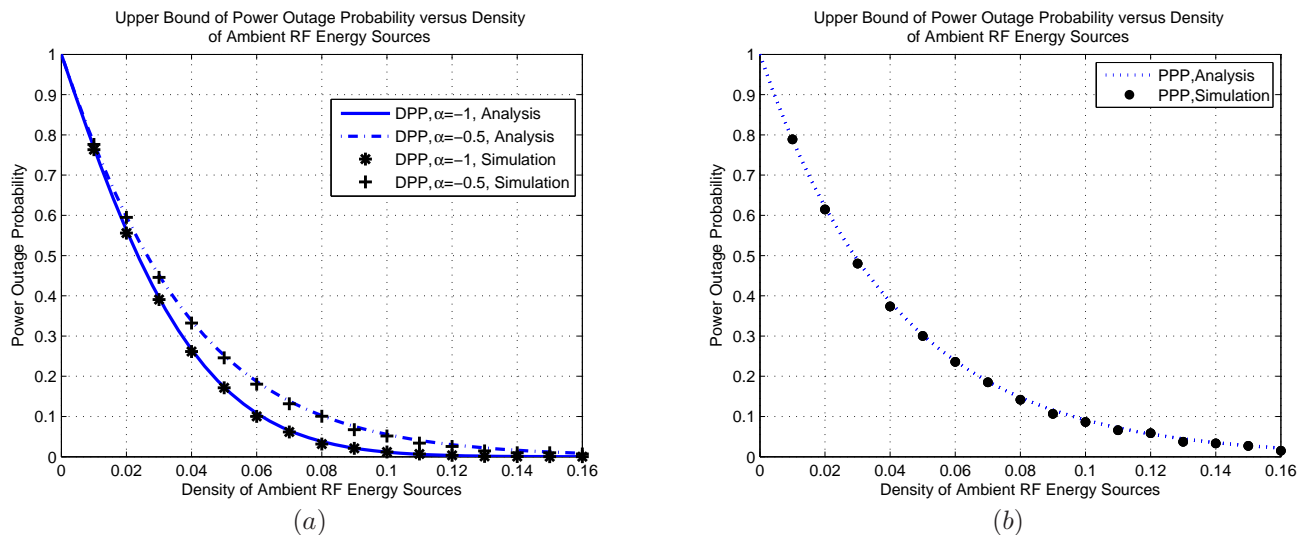 Upper Bound of Power Outage Probability versus Density
of Ambient RF Energy Sources
1
0.9
0.8
0.7
0.6
0.5
0.4
0.3
0.2
0.1
0
Power Outage Probability
DPP,α=−1, Analysis
DPP,α=−0.5, Analysis
DPP,α=−1, Simulation
DPP,α=−0.5, Simulation
0 0.02 0.04 0.06 0.08 0.1 0.12 0.14 0.16
Density of Ambient RF Energy Sources
(a)
Upper Bound of Power Outage Probability versus Density
of Ambient RF Energy Sources
1
0.9
0.8
0.7
0.6
0.5
0.4
0.3
0.2
0.1
0
Power Outage Probability
PPP,Analysis
PPP,Simulation
0 0.02 0.04 0.06 0.08 0.1 0.12 0.14 0.16
Density of Ambient RF Energy Sources
(b)